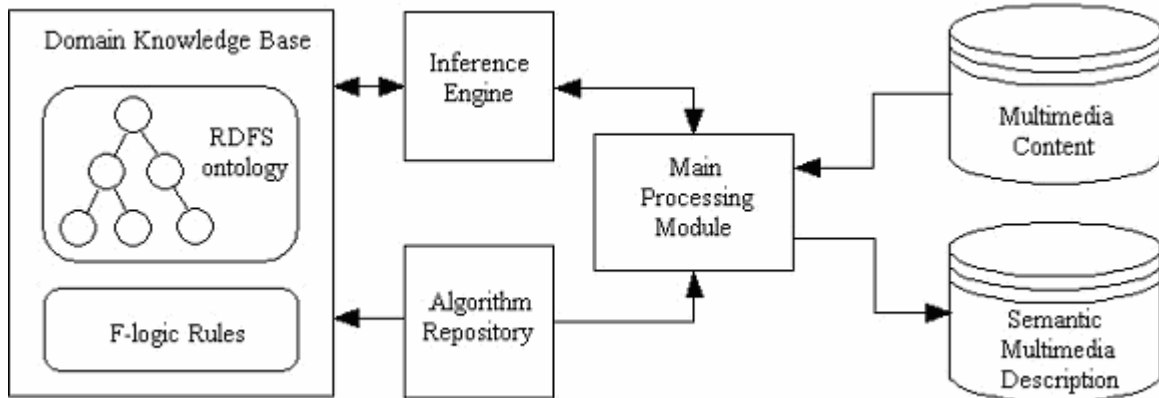 Domain Knowledge Base
RDFS
ontology
F-logic Rules
Inference
Engine
Algorithm
Repository
Main
Processing
Module
Multimedia
Content
Semantic
Multimedia
Description